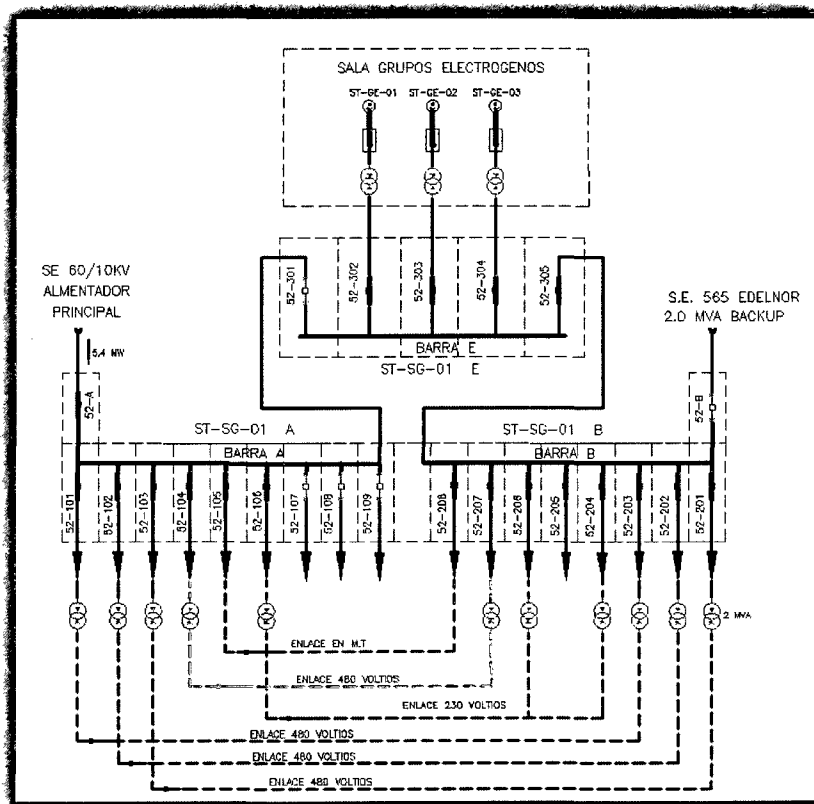 SALA GRUPOS ELECTROGENOS
ST-GE-01 ST-GE-02 ST-GE-03
52-301 52-302 52-303 52-304 52-305
BARRA E
ST-SG-01 E
SE 60/10KV
ALMENTADOR
PRINCIPAL
5.4 MW
52-A
S.E. 565 EDELNOR
2.0 MVA BACKUP
52-B
ST-SG-01 A
BARRA A
ST-SG-01 B
BARRA B
52-101 52-102 52-103 52-104 52-105 52-106 52-107 52-108 52-109
52-208 52-207 52-206 52-205 52-204 52-203 52-202 52-201
2 MVA
ENLACE EN M.T
ENLACE 480 VOLTIOS
ENLACE 230 VOLTIOS
ENLACE 480 VOLTIOS
ENLACE 480 VOLTIOS
ENLACE 480 VOLTIOS